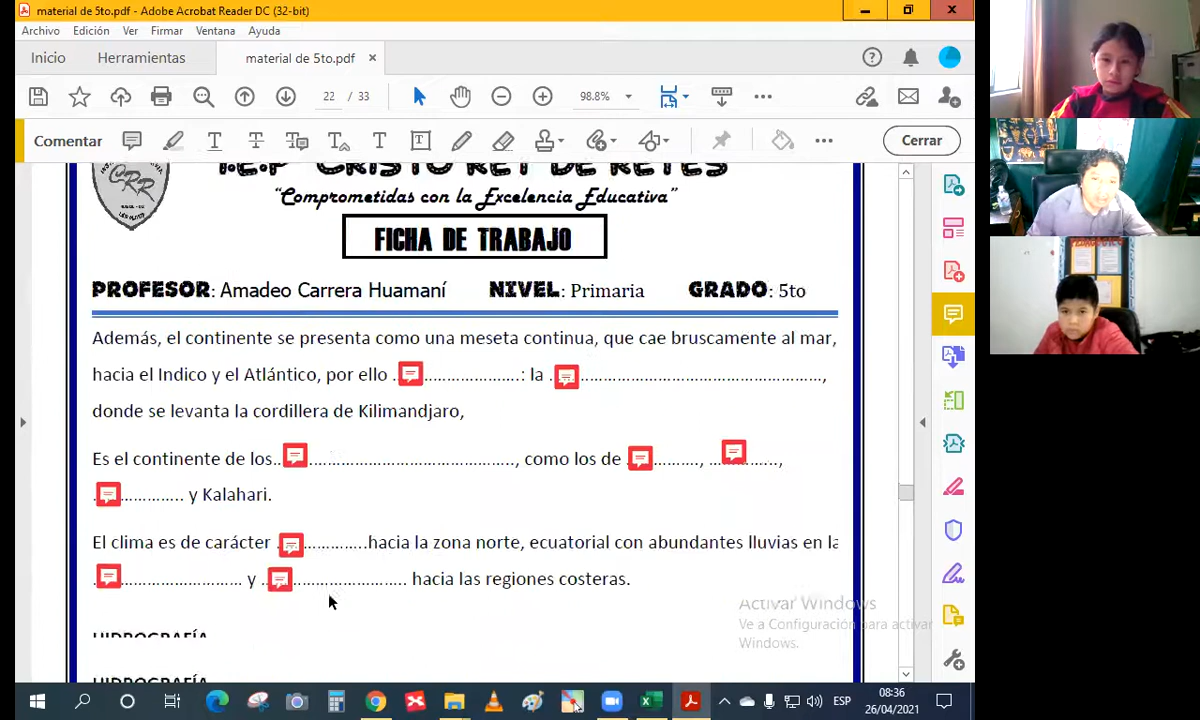 material de 5to.pdf - Adobe Acrobat Reader DC (32-bit)
Archivo Edición Ver Firmar Ventana Ayuda
Inicio Herramientas material de 5to.pdf
22 / 33 98.8%
Comentar Cerrar
I.E.P "CRISTO REY DE RETES
CRR
"Comprometidas con la Excelencia Educativa"
FICHA DE TRABAJO
PROFESOR: Amadeo Carrera Huamaní NIVEL: Primaria GRADO: 5to
Además, el continente se presenta como una meseta continua, que cae bruscamente al mar,
hacia el Indico y el Atlántico, por ello ....................: la ................................................,
donde se levanta la cordillera de Kilimandjaro,
Es el continente de los.................................................., como los de ..............., ..............,
.................. y Kalahari.
El clima es de carácter ...................hacia la zona norte, ecuatorial con abundantes lluvias en la
............................ y ............................ hacia las regiones costeras.
HIDROGRAFÍA
HIDROGRAFÍA
Activar Windows
Ve a Configuración para activar
Windows.
ESP
08:36
26/04/2021